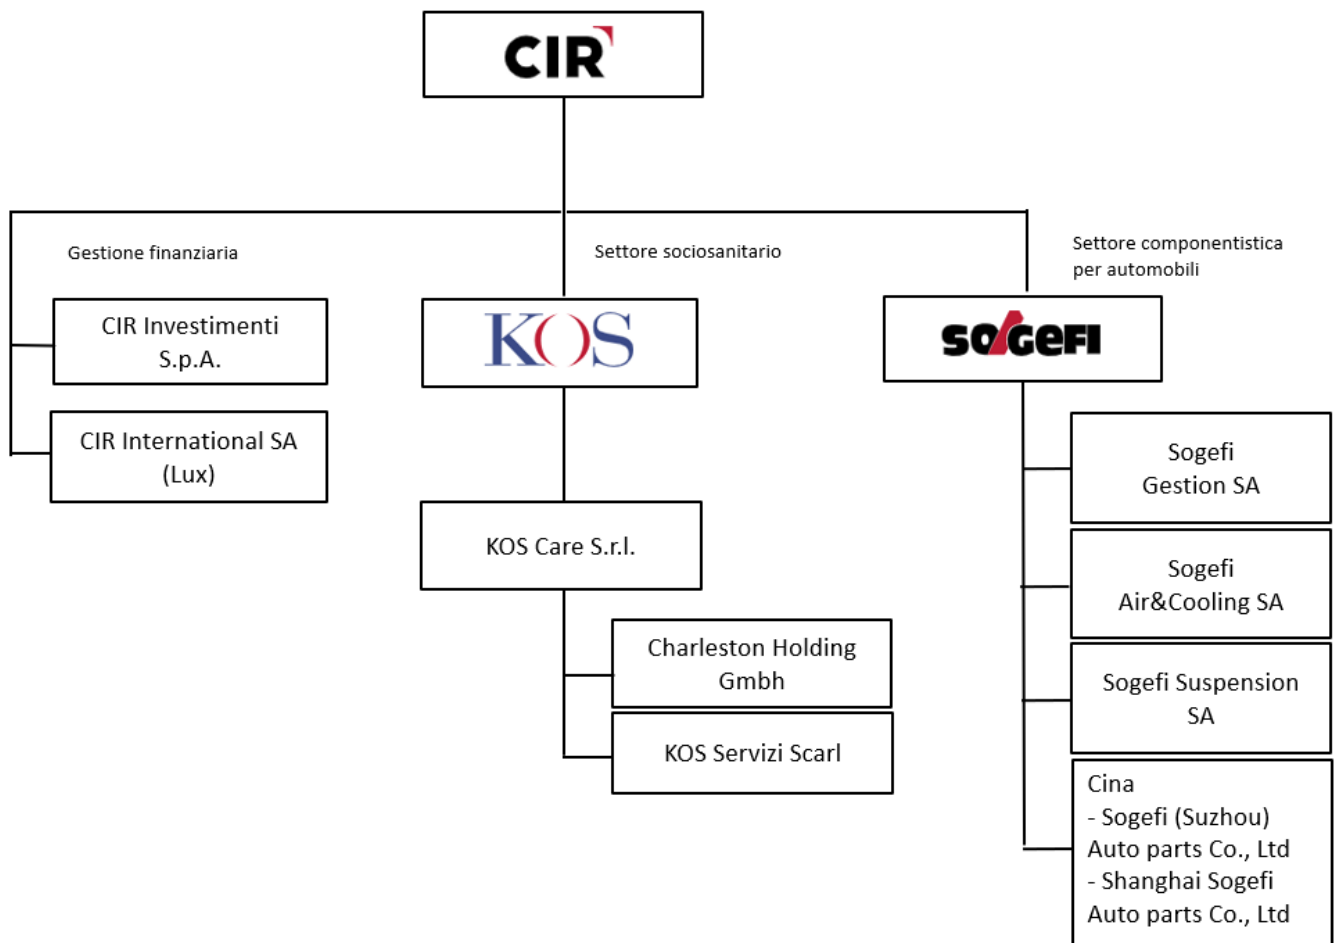 CIR
Gestione finanziaria
CIR Investimenti
S.p.A.
CIR International SA
(Lux)
Settore sociosanitario
KOS
KOS Care S.r.l.
Charleston Holding
Gmbh
KOS Servizi Scarl
Settore componentistica
per automobili
SOGEFI
Sogefi
Gestion SA
Sogefi
Air&Cooling SA
Sogefi Suspension
SA
Cina
- Sogefi (Suzhou)
Auto parts Co., Ltd
- Shanghai Sogefi
Auto parts Co., Ltd